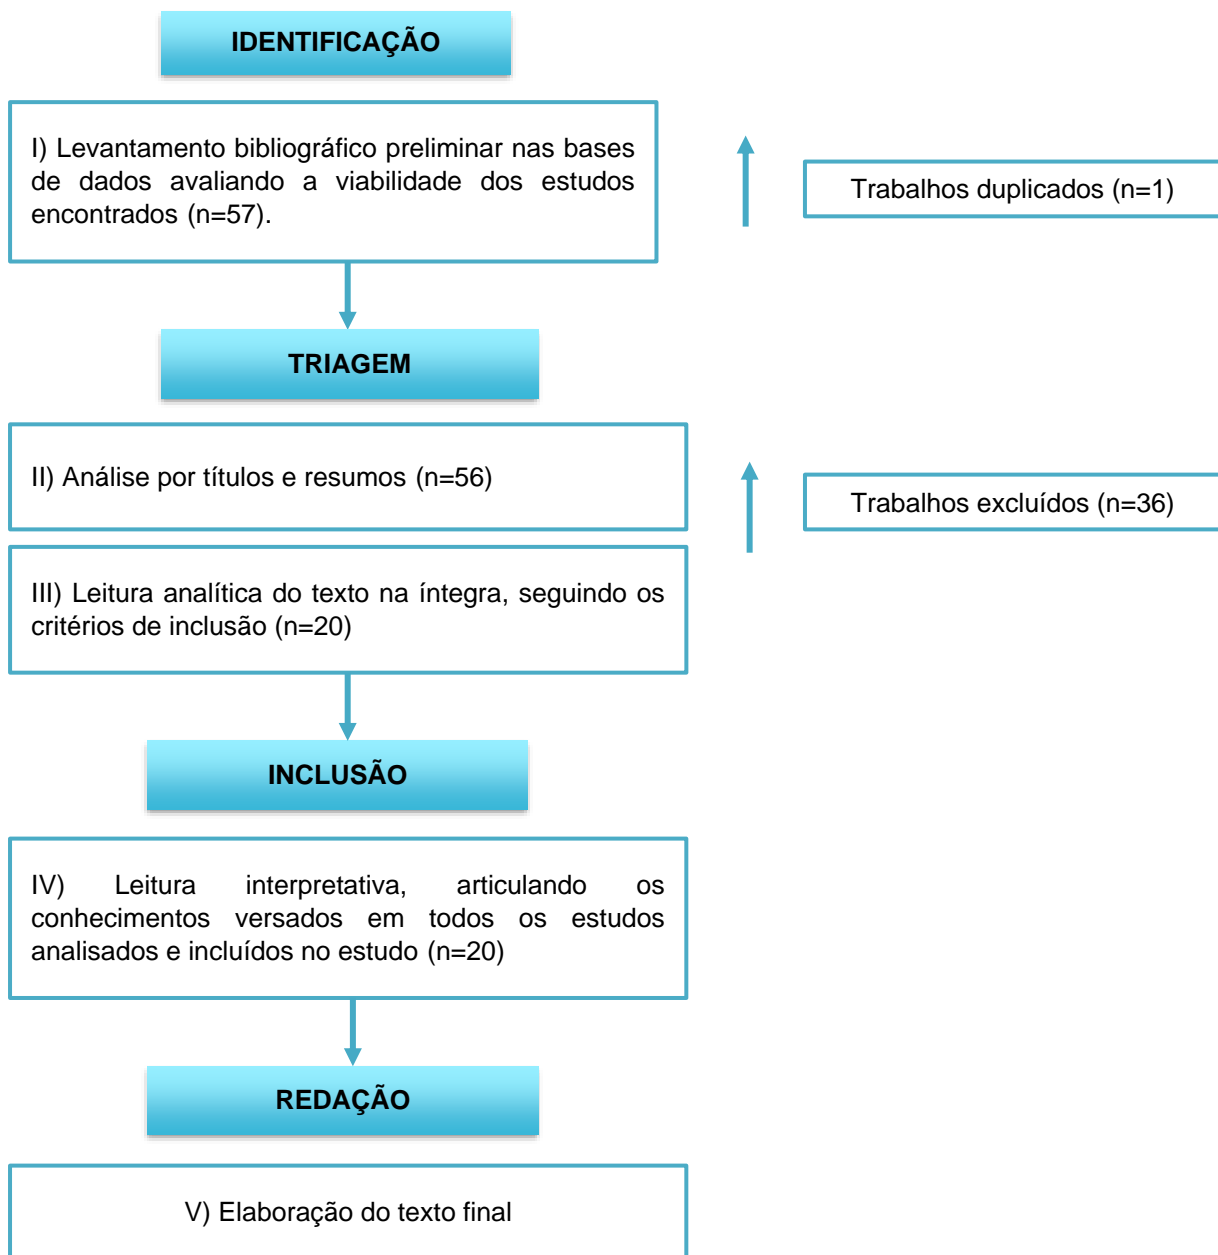 IDENTIFICAÇÃO
I) Levantamento bibliográfico preliminar nas bases
de dados avaliando a viabilidade dos estudos
encontrados (n=57).
Trabalhos duplicados (n=1)
TRIAGEM
II) Análise por títulos e resumos (n=56)
Trabalhos excluídos (n=36)
III) Leitura analítica do texto na íntegra, seguindo os
critérios de inclusão (n=20)
INCLUSÃO
IV) Leitura interpretativa, articulando os
conhecimentos versados em todos os estudos
analisados e incluídos no estudo (n=20)
REDAÇÃO
V) Elaboração do texto final